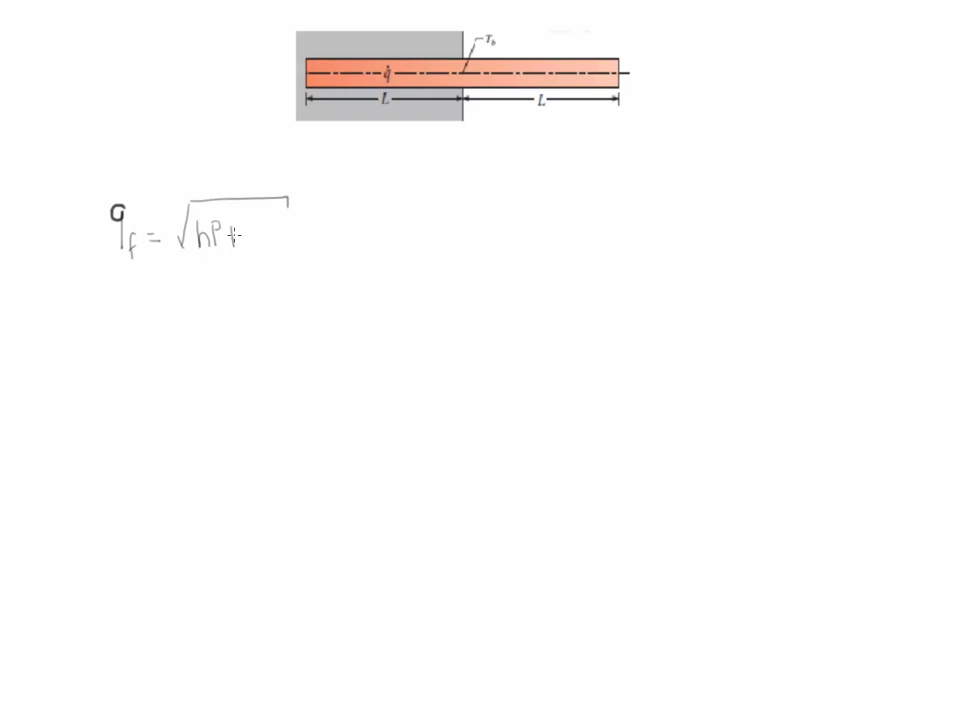 T_b
q̇
L L
q_f = √hP